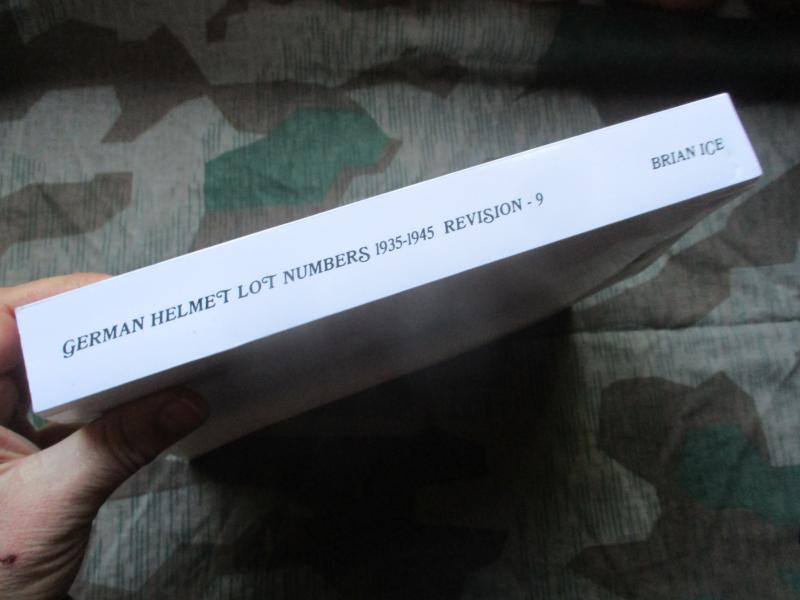 GERMAN HELMET LOT NUMBERS 1935-1945 REVISION - 9 BRIAN ICE